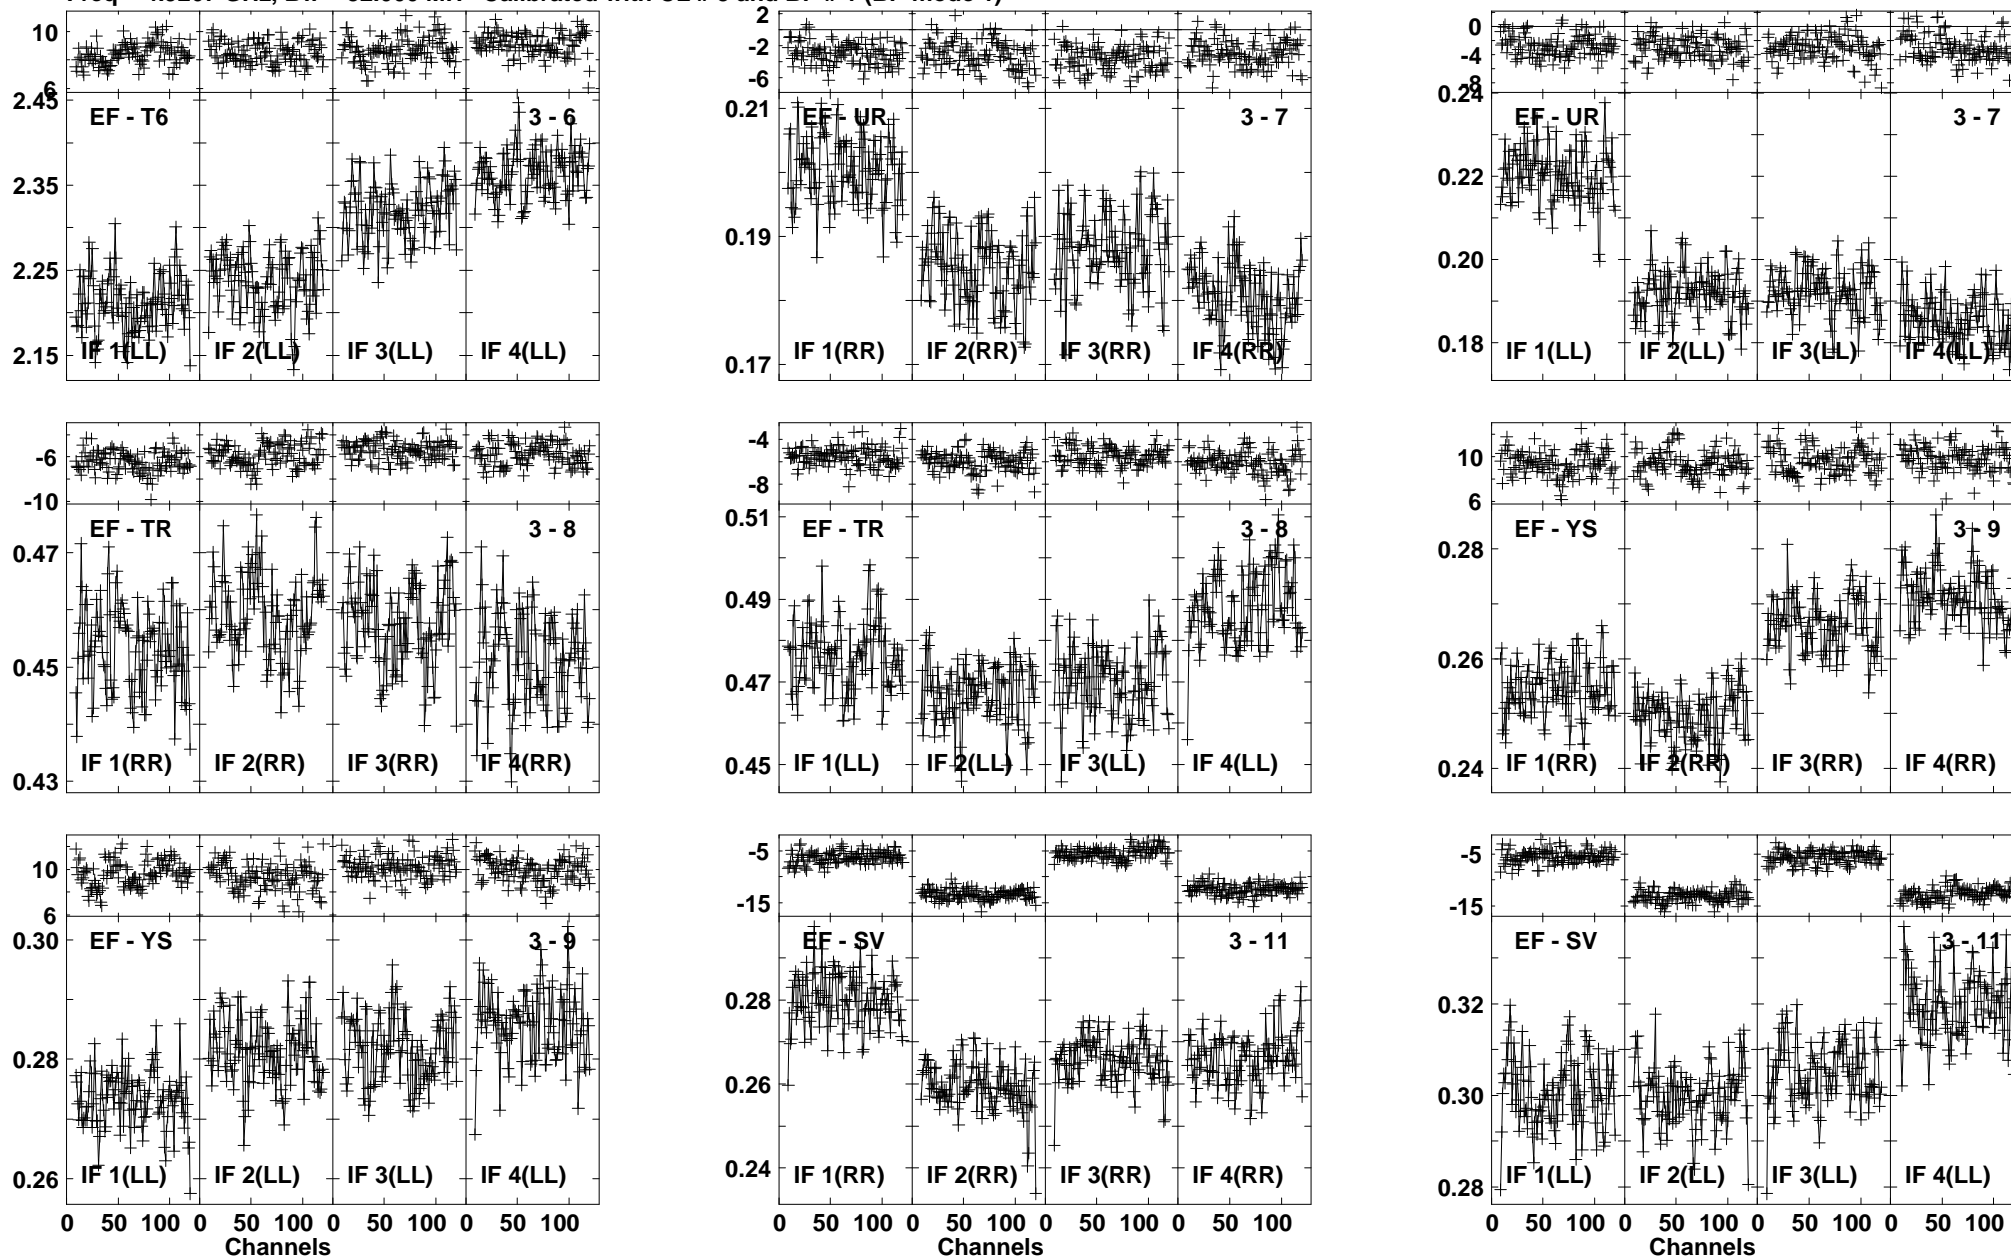 10
6
2.45
2.35
2.25
2.15
EF - T6
3 - 6
IF 1(LL)
IF 2(LL)
IF 3(LL)
IF 4(LL)
2
-2
-6
0.21
0.19
0.17
EF - UR
3 - 7
IF 1(RR)
IF 2(RR)
IF 3(RR)
IF 4(RR)
0
-4
-8
0.24
0.22
0.20
0.18
EF - UR
3 - 7
IF 1(LL)
IF 2(LL)
IF 3(LL)
IF 4(LL)
-6
-10
0.47
0.45
0.43
EF - TR
3 - 8
IF 1(RR)
IF 2(RR)
IF 3(RR)
IF 4(RR)
-4
-8
0.51
0.49
0.47
0.45
EF - TR
3 - 8
IF 1(LL)
IF 2(LL)
IF 3(LL)
IF 4(LL)
10
6
0.28
0.26
0.24
EF - YS
3 - 9
IF 1(RR)
IF 2(RR)
IF 3(RR)
IF 4(RR)
10
6
0.30
0.28
0.26
EF - YS
3 - 9
IF 1(LL)
IF 2(LL)
IF 3(LL)
IF 4(LL)
0 50 100 0 50 100 0 50 100 0 50 100
Channels
-5
-15
0.28
0.26
0.24
EF - SV
3 - 11
IF 1(RR)
IF 2(RR)
IF 3(RR)
IF 4(RR)
0 50 100 0 50 100 0 50 100 0 50 100
Channels
-5
-15
0.32
0.30
0.28
EF - SV
3 - 11
IF 1(LL)
IF 2(LL)
IF 3(LL)
IF 4(LL)
0 50 100 0 50 100 0 50 100 0 50 100
Channels